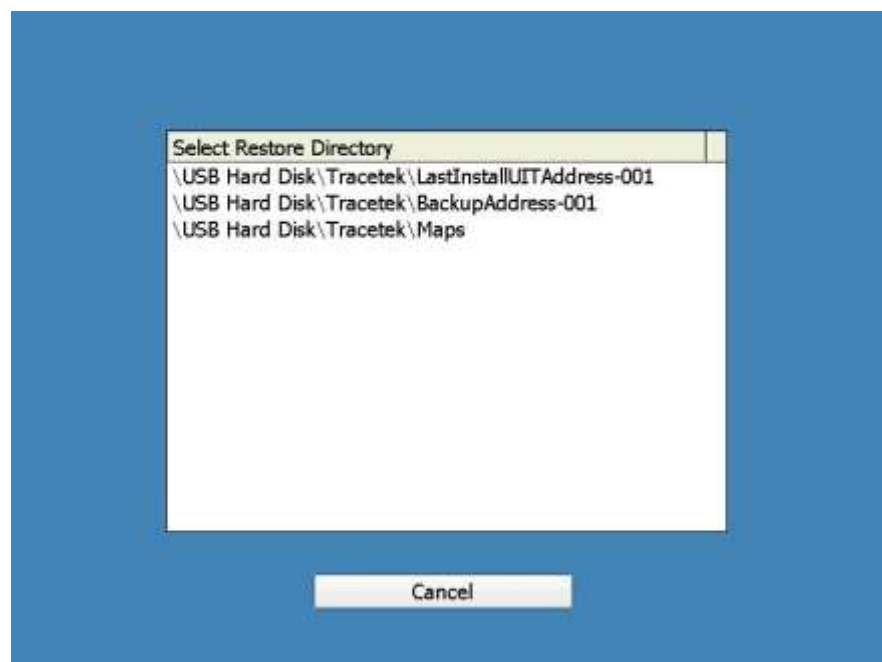 Select Restore Directory
\USB Hard Disk\Tracetek\LastInstallUITAddress-001
\USB Hard Disk\Tracetek\BackupAddress-001
\USB Hard Disk\Tracetek\Maps
Cancel